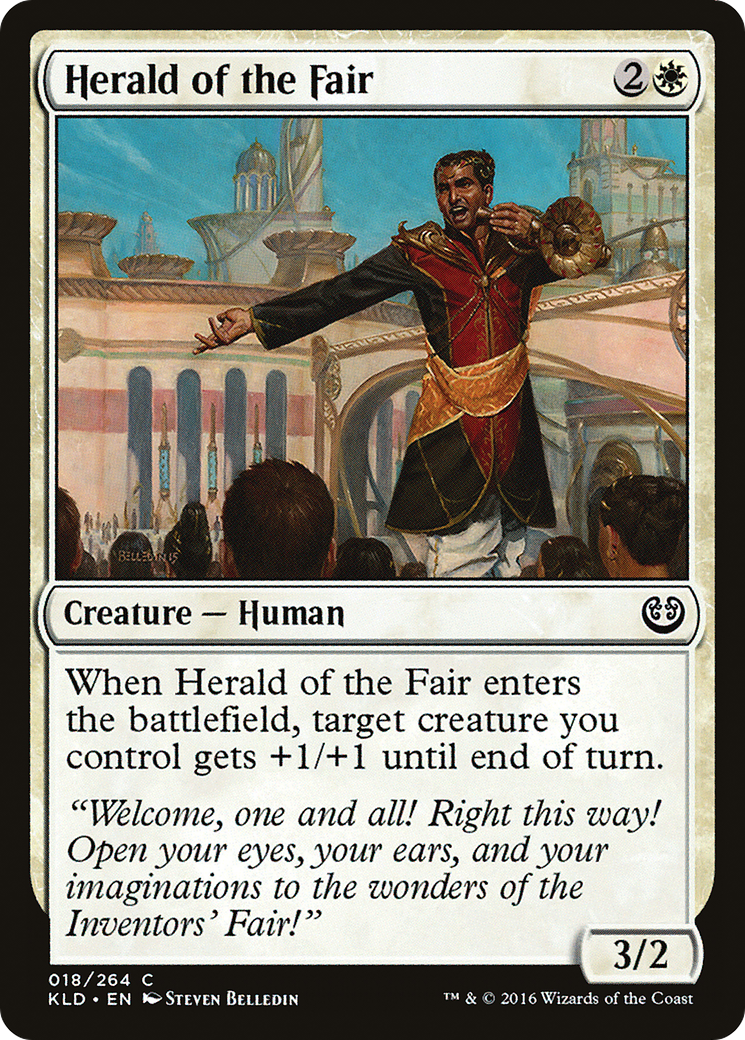 Herald of the Fair 2
BELLEDIN 15
Creature — Human
When Herald of the Fair enters
the battlefield, target creature you
control gets +1/+1 until end of turn.
“Welcome, one and all! Right this way!
Open your eyes, your ears, and your
imaginations to the wonders of the
Inventors’ Fair!”
3/2
018/264 C
KLD • EN Steven Belledin
™ & © 2016 Wizards of the Coast